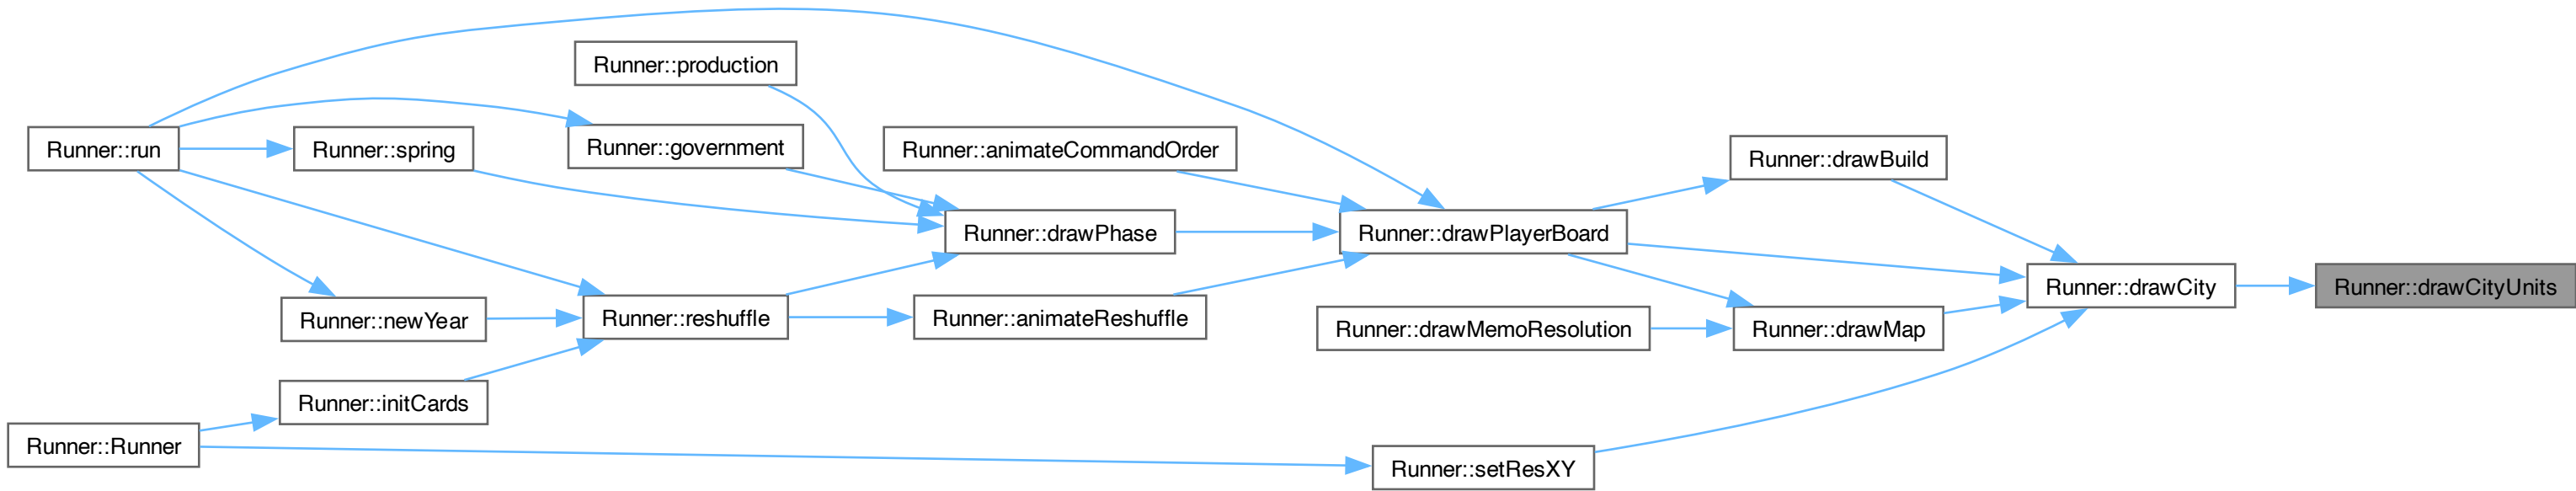 Runner::production
Runner::run
Runner::spring
Runner::government
Runner::animateCommandOrder
Runner::drawBuild
Runner::drawPhase
Runner::drawPlayerBoard
Runner::drawCity
Runner::drawCityUnits
Runner::newYear
Runner::reshuffle
Runner::animateReshuffle
Runner::drawMemoResolution
Runner::drawMap
Runner::initCards
Runner::Runner
Runner::setResXY